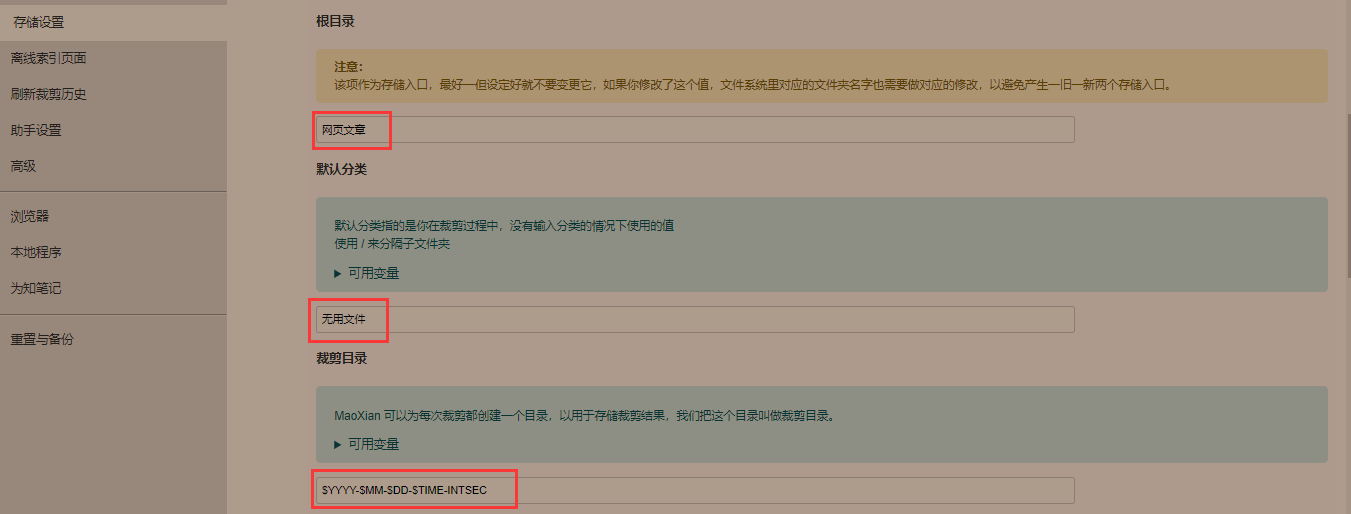 存储设置
离线索引页面
刷新裁剪历史
助手设置
高级
浏览器
本地程序
为知笔记
重置与备份
根目录
注意：
该项作为存储入口，最好一但设定好就不要变更它，如果你修改了这个值，文件系统里对应的文件夹名字也需要做对应的修改，以避免产生一旧一新两个存储入口。
网页文章
默认分类
默认分类指的是你在裁剪过程中，没有输入分类的情况下使用的值
使用 / 来分隔子文件夹
可用变量
无用文件
裁剪目录
MaoXian 可以为每次裁剪都创建一个目录，以用于存储裁剪结果，我们把这个目录叫做裁剪目录。
可用变量
$YYYY-$MM-$DD-$TIME-INTSEC